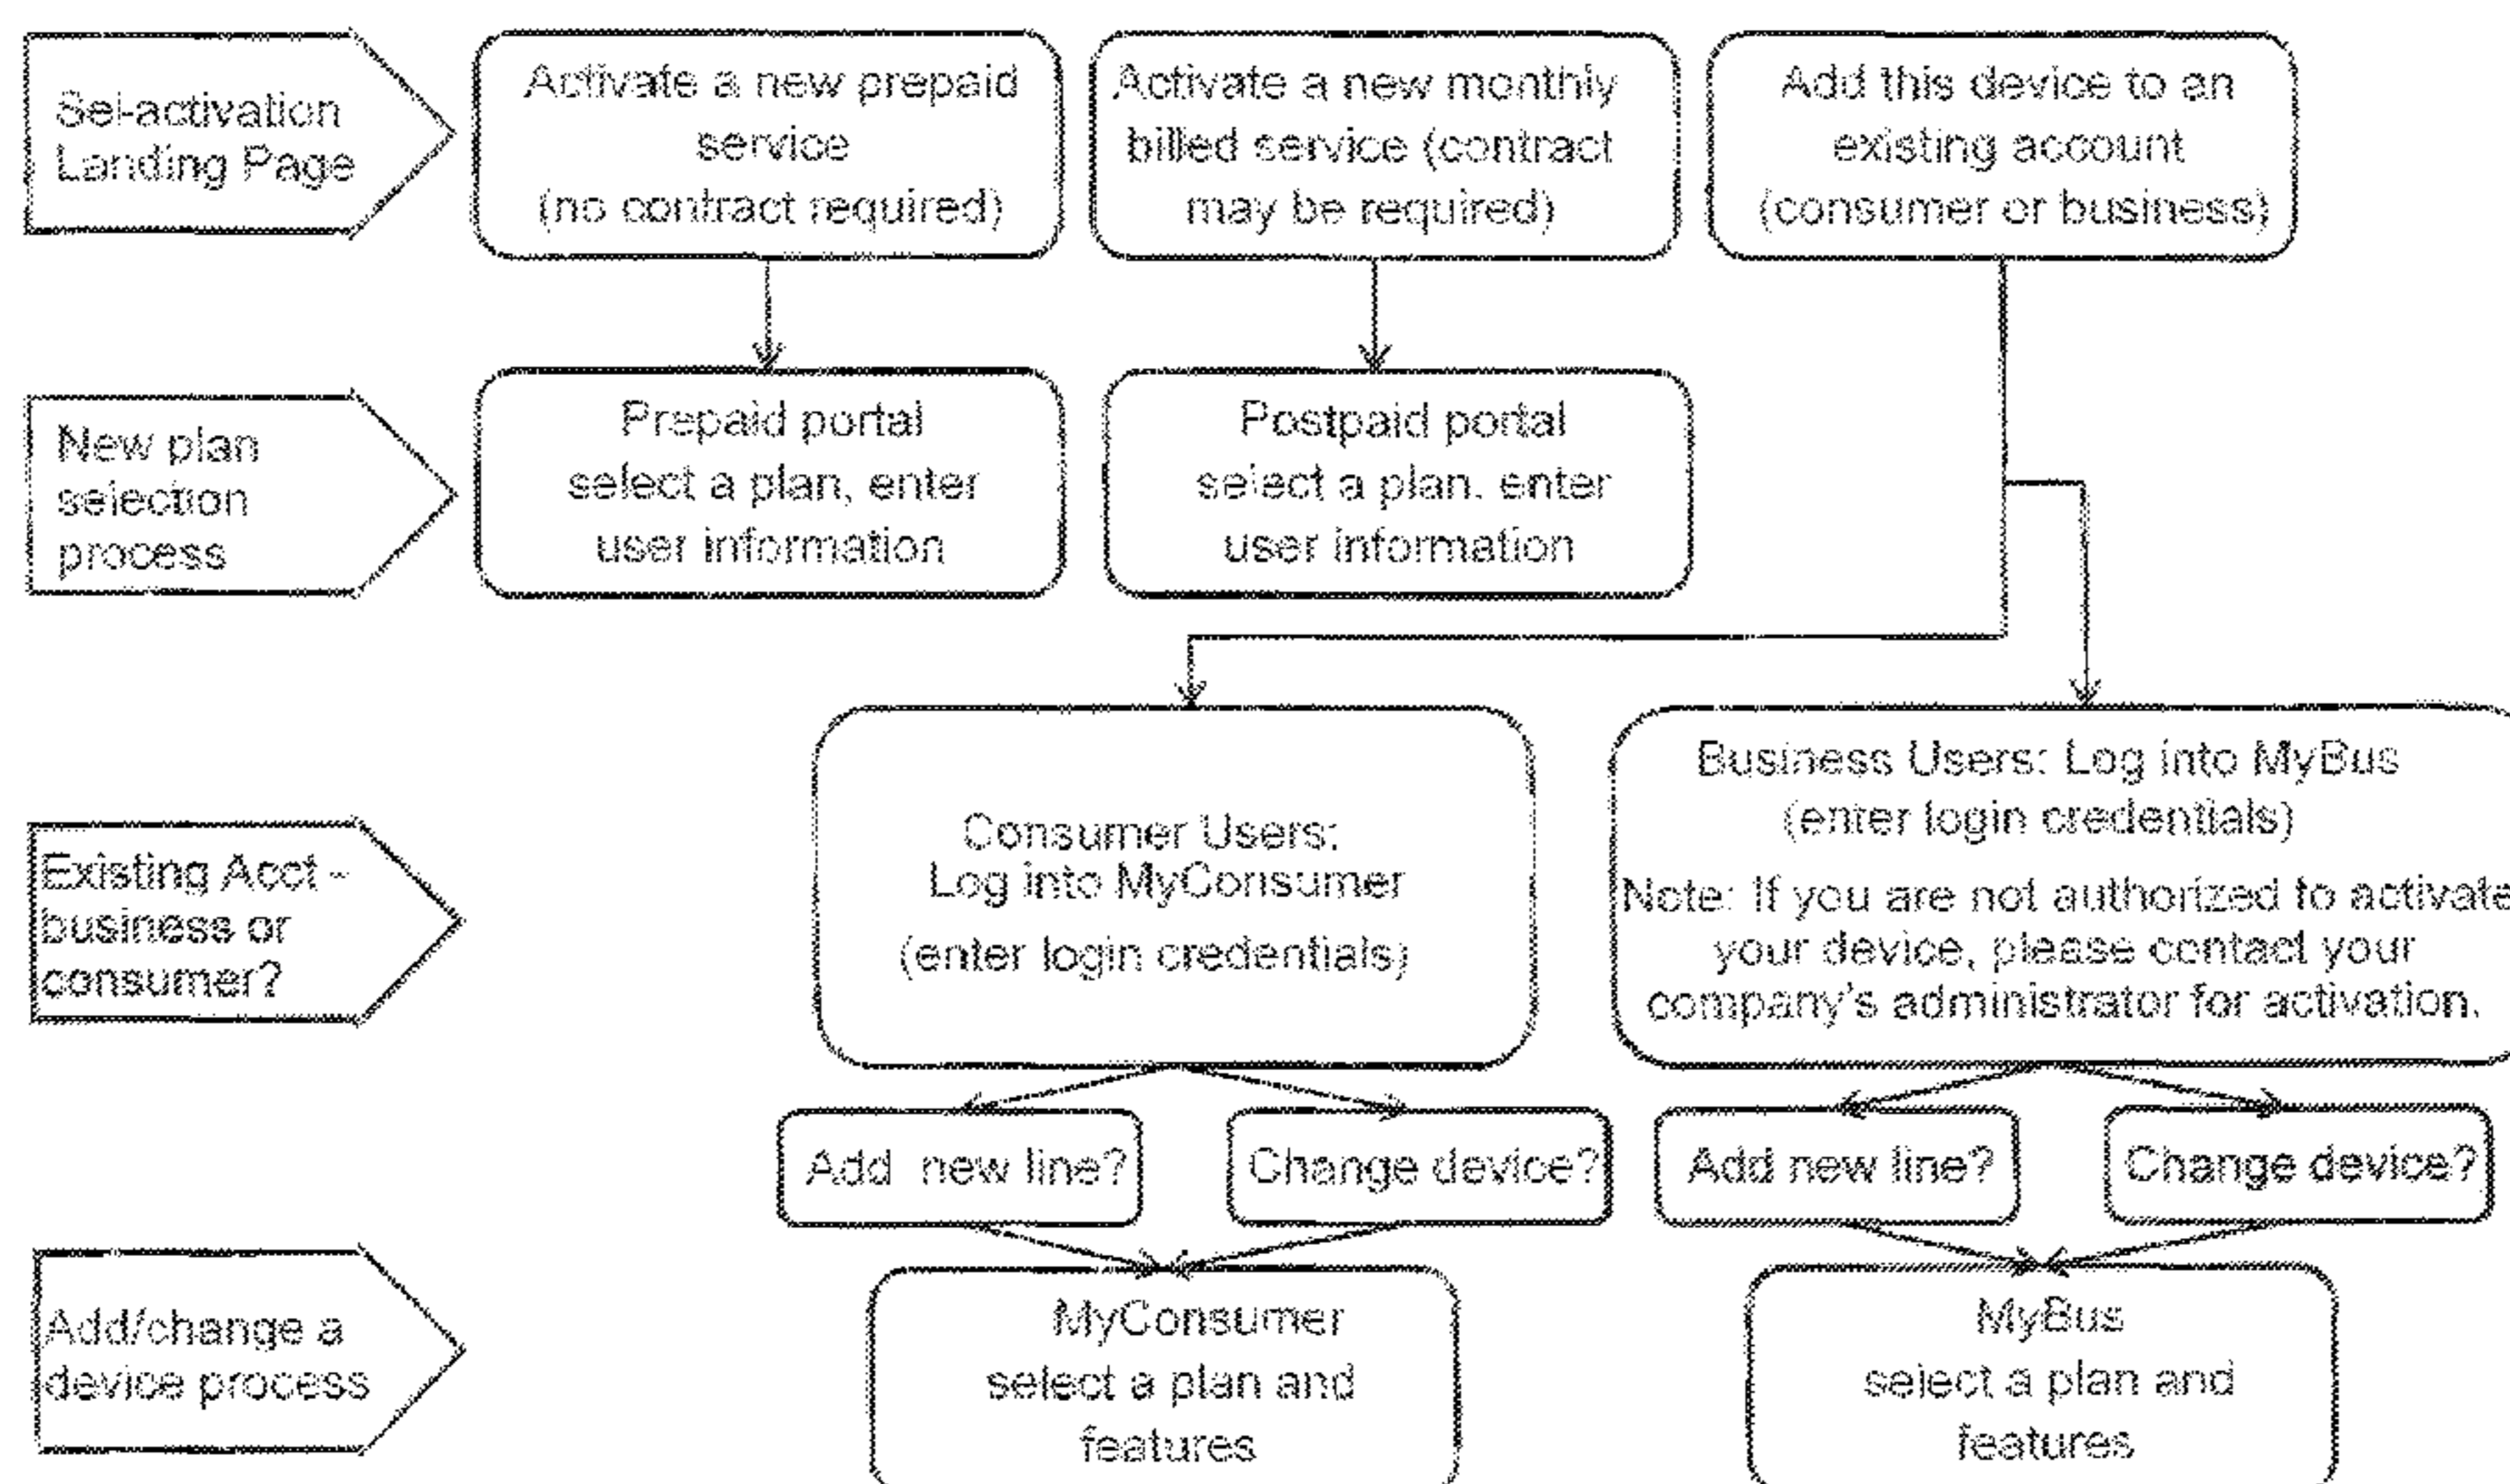 Sel-activation
Landing Page
Activate a new prepaid
service
(no contract required)
Activate a new monthly
billed service (contract
may be required)
Add this device to an
existing account
(consumer or business)
New plan
selection
process
Prepaid portal
select a plan, enter
user information
Postpaid portal
select a plan, enter
user information
Existing Acct -
business or
consumer?
Consumer Users:
Log into MyConsumer
(enter login credentials)
Business Users: Log into MyBus
(enter login credentials)
Note: If you are not authorized to activate
your device, please contact your
company's administrator for activation.
Add new line?
Change device?
Add new line?
Change device?
Add/change a
device process
MyConsumer
select a plan and
features
MyBus
select a plan and
features